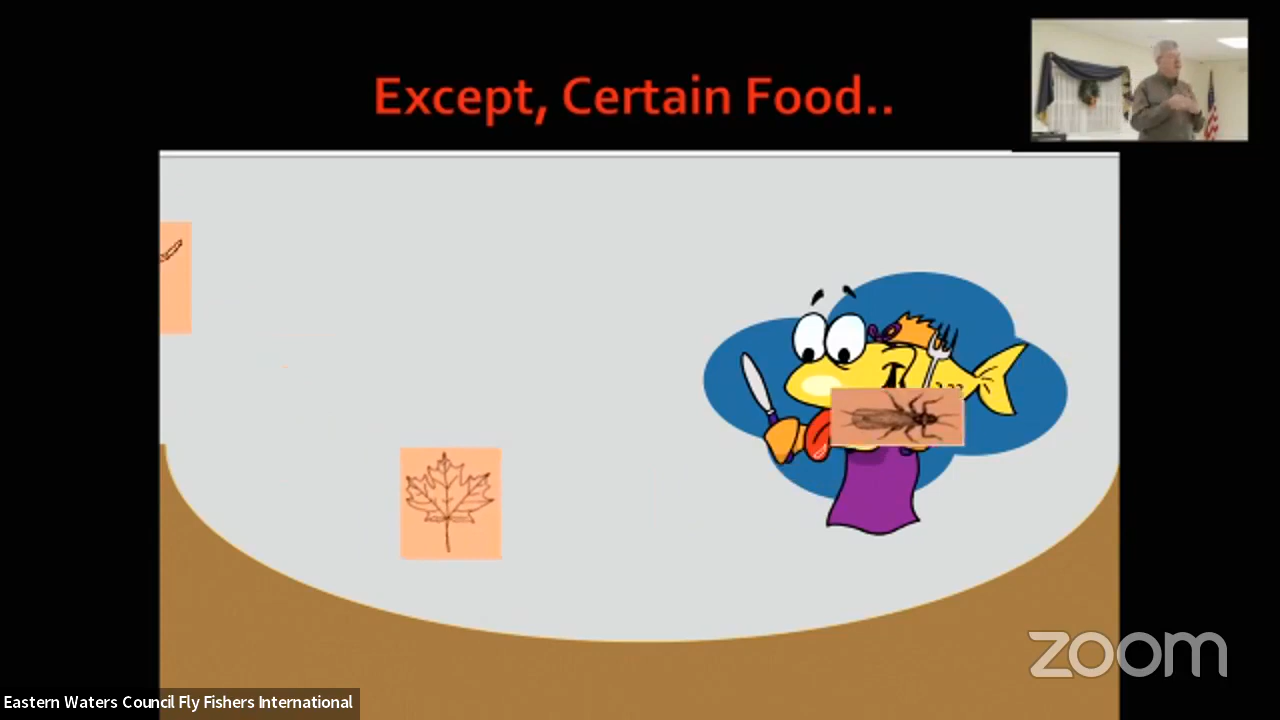 Except, Certain Food..
zoom
Eastern Waters Council Fly Fishers International